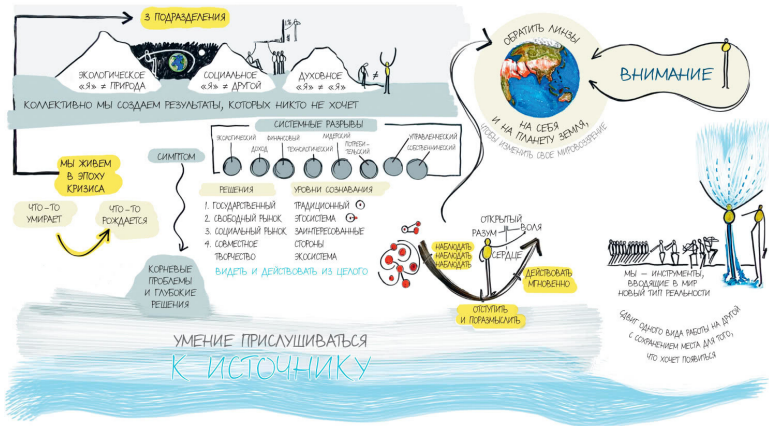 3 ПОДРАЗДЕЛЕНИЯ
ЭКОЛОГИЧЕСКОЕ
«Я» ≠ ПРИРОДА
СОЦИАЛЬНОЕ
«Я» ≠ ДРУГОЙ
ДУХОВНОЕ
«Я» ≠ «Я»
≠
КОЛЛЕКТИВНО МЫ СОЗДАЕМ РЕЗУЛЬТАТЫ, КОТОРЫХ НИКТО НЕ ХОЧЕТ
СИСТЕМНЫЕ РАЗРЫВЫ
ЭКОЛОГИЧЕСКИЙ
ДОХОД
ФИНАНСОВЫЙ
ТЕХНОЛОГИЧЕСКИЙ
ЛИДЕРСКИЙ
ПОТРЕБИ-
ТЕЛЬСКИЙ
УПРАВЛЕНЧЕСКИЙ
СОБСТВЕННИЧЕСКИЙ
МЫ ЖИВЕМ
В ЭПОХУ
КРИЗИСА
ЧТО-ТО
УМИРАЕТ
ЧТО-ТО
РОЖДАЕТСЯ
СИМПТОМ
КОРНЕВЫЕ
ПРОБЛЕМЫ
И ГЛУБОКИЕ
РЕШЕНИЯ
РЕШЕНИЯ
1. ГОСУДАРСТВЕННЫЙ
2. СВОБОДНЫЙ РЫНОК
3. СОЦИАЛЬНЫЙ РЫНОК
4. СОВМЕСТНОЕ
ТВОРЧЕСТВО
УРОВНИ СОЗНАВАНИЯ
ТРАДИЦИОННЫЙ
ЭГОСИСТЕМА
ЗАИНТЕРЕСОВАННЫЕ
СТОРОНЫ
ЭКОСИСТЕМА
ВИДЕТЬ И ДЕЙСТВОВАТЬ ИЗ ЦЕЛОГО
НАБЛЮДАТЬ
НАБЛЮДАТЬ
НАБЛЮДАТЬ
ОТКРЫТЫЙ
РАЗУМ
ВОЛЯ
СЕРДЦЕ
ДЕЙСТВОВАТЬ
МГНОВЕННО
ОТСТУПИТЬ
И ПОРАЗМЫСЛИТЬ
ОБРАТИТЬ ЛИНЗЫ
НА СЕБЯ
И НА ПЛАНЕТУ ЗЕМЛЯ,
ЧТОБЫ ИЗМЕНИТЬ СВОЕ МИРОВОЗЗРЕНИЕ
ВНИМАНИЕ
МЫ – ИНСТРУМЕНТЫ,
ВВОДЯЩИЕ В МИР
НОВЫЙ ТИП РЕАЛЬНОСТИ
СДВИГ ОДНОГО ВИДА РАБОТЫ НА ДРУГОЙ
С СОХРАНЕНИЕМ МЕСТА ДЛЯ ТОГО,
ЧТО ХОЧЕТ ПОЯВИТЬСЯ
УМЕНИЕ ПРИСЛУШИВАТЬСЯ
К ИСТОЧНИКУ